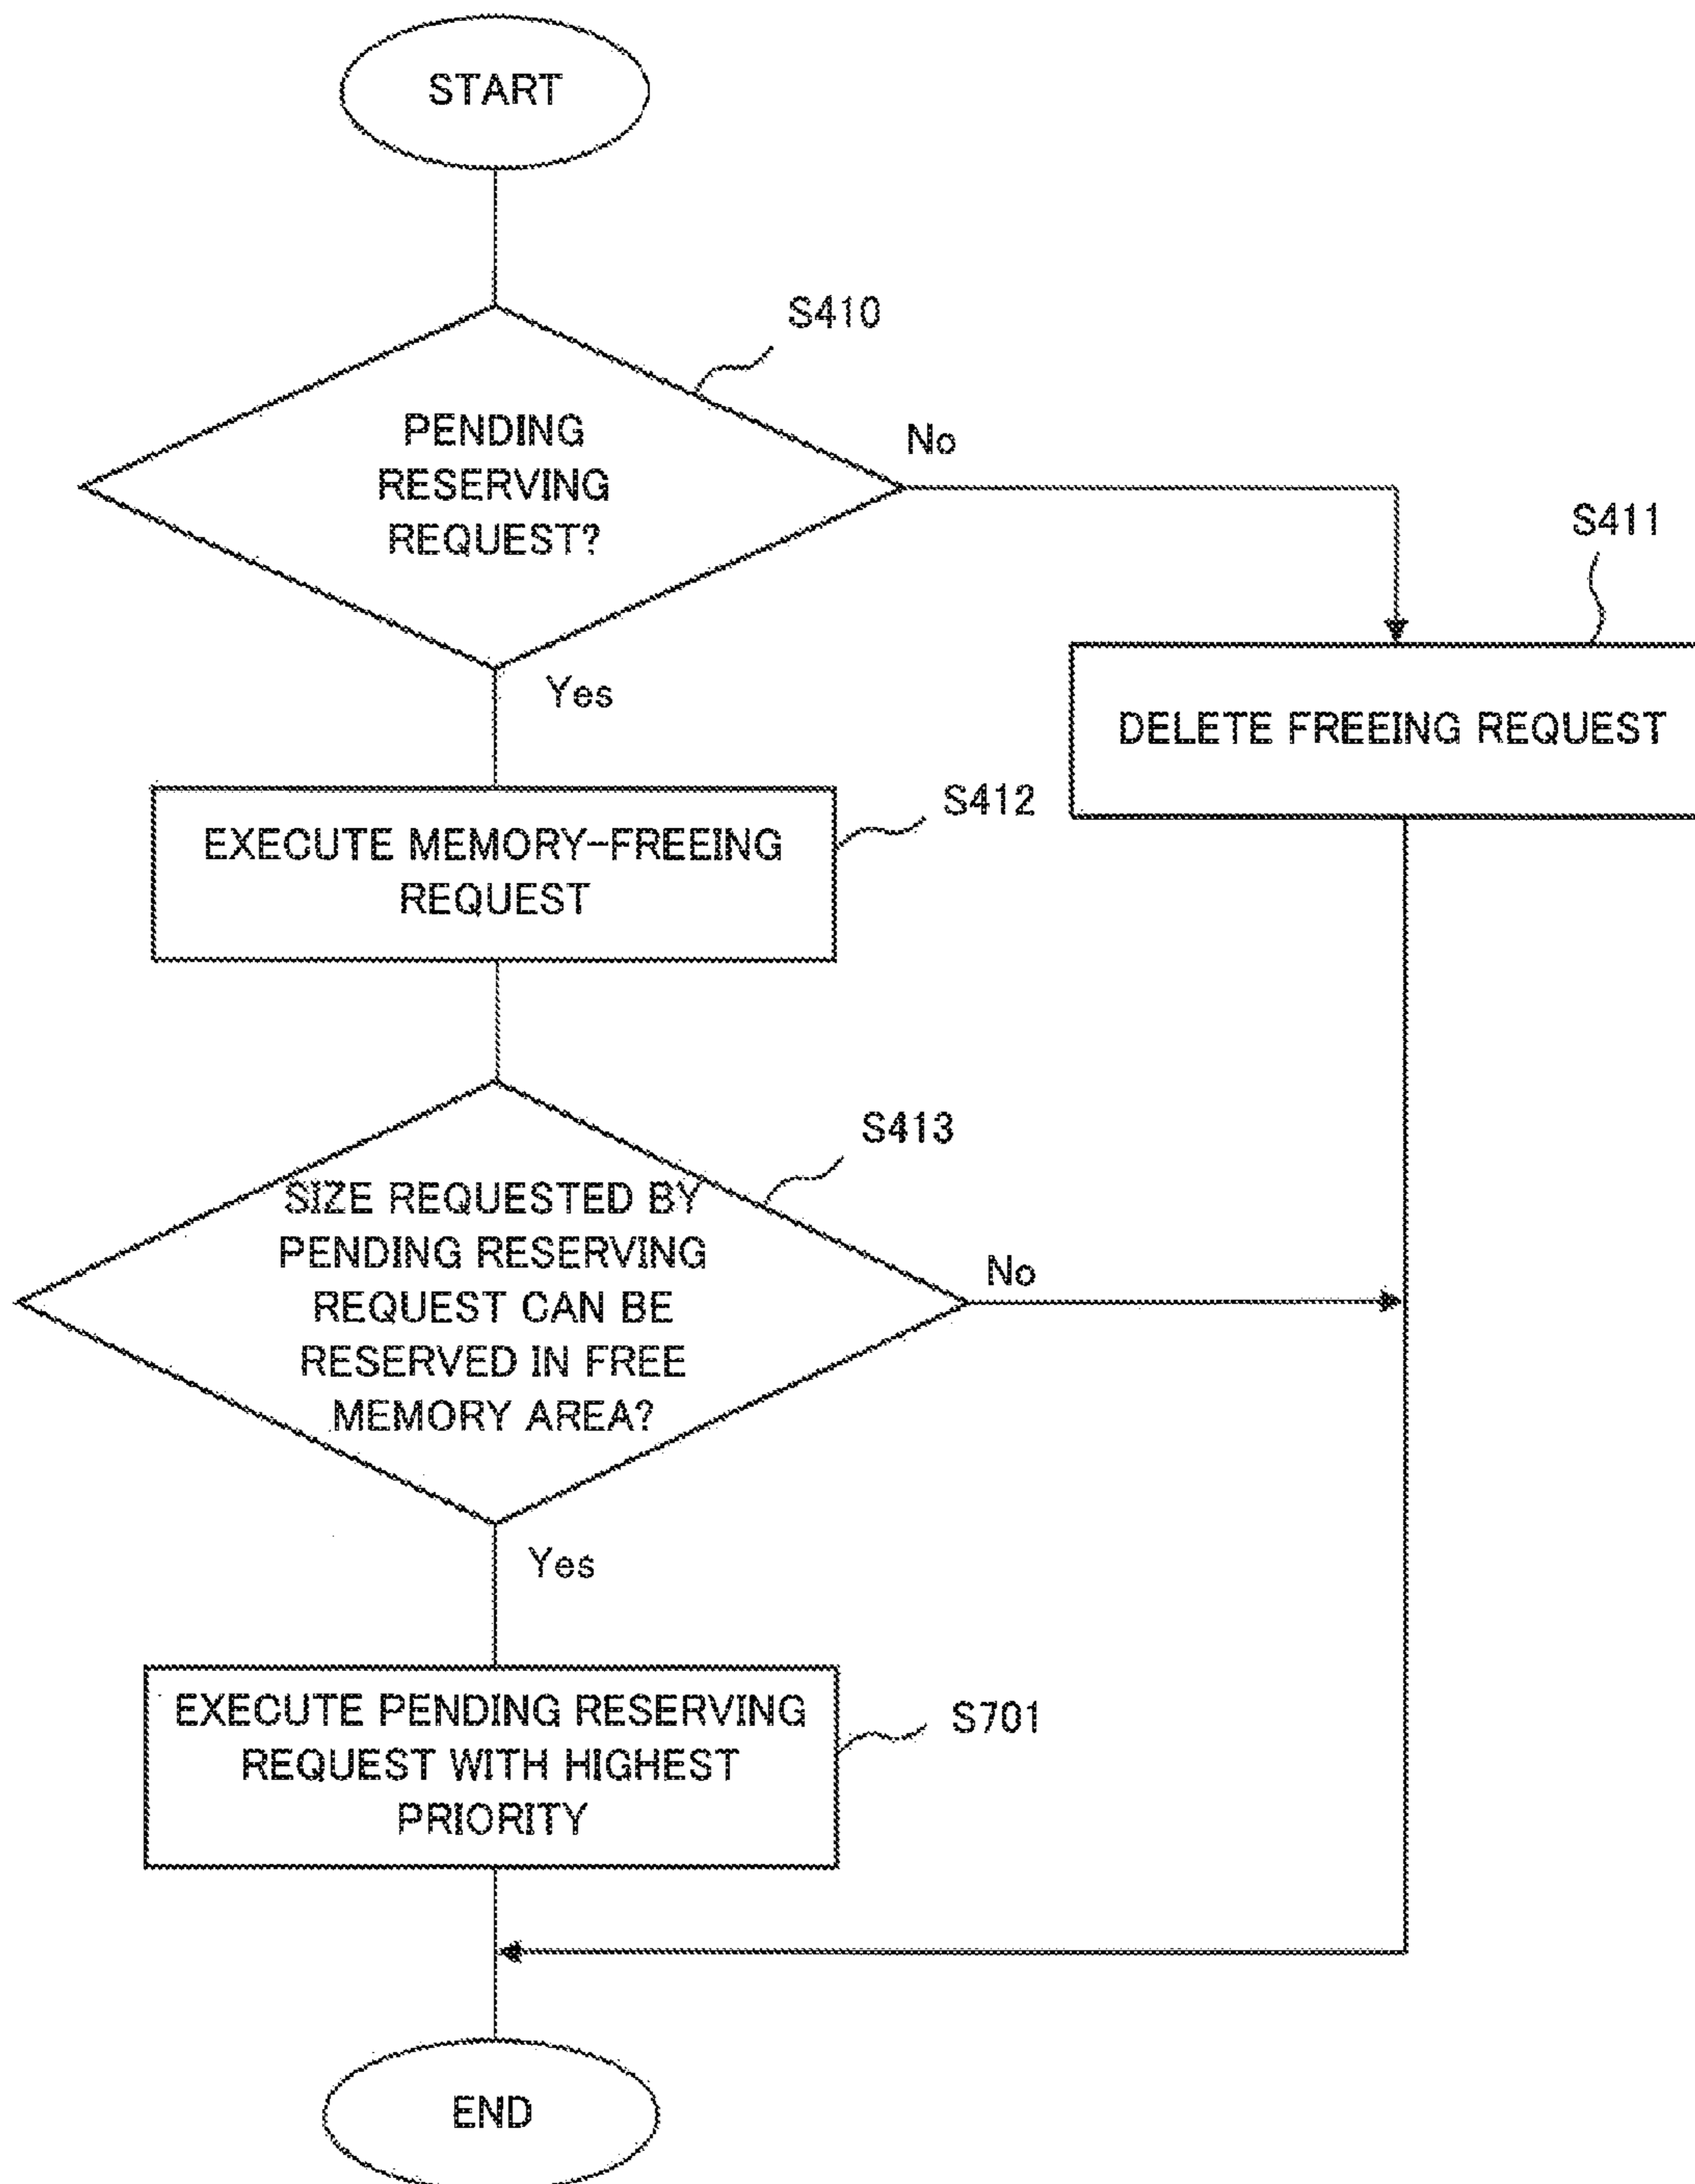 START
S410
PENDING
RESERVING
REQUEST?
No
S411
Yes
DELETE FREEING REQUEST
S412
EXECUTE MEMORY-FREEING
REQUEST
S413
SIZE REQUESTED BY
PENDING RESERVING
REQUEST CAN BE
RESERVED IN FREE
MEMORY AREA?
No
Yes
EXECUTE PENDING RESERVING
REQUEST WITH HIGHEST
PRIORITY
S701
END